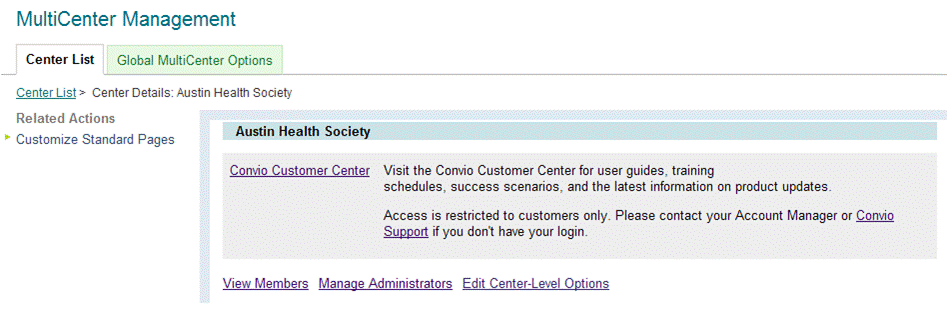 MultiCenter Management
Center List
Global MultiCenter Options
Center List > Center Details: Austin Health Society
Related Actions
Customize Standard Pages
Austin Health Society
Convio Customer Center
Visit the Convio Customer Center for user guides, training
schedules, success scenarios, and the latest information on product updates.
Access is restricted to customers only. Please contact your Account Manager or Convio
Support if you don't have your login.
View Members Manage Administrators Edit Center-Level Options